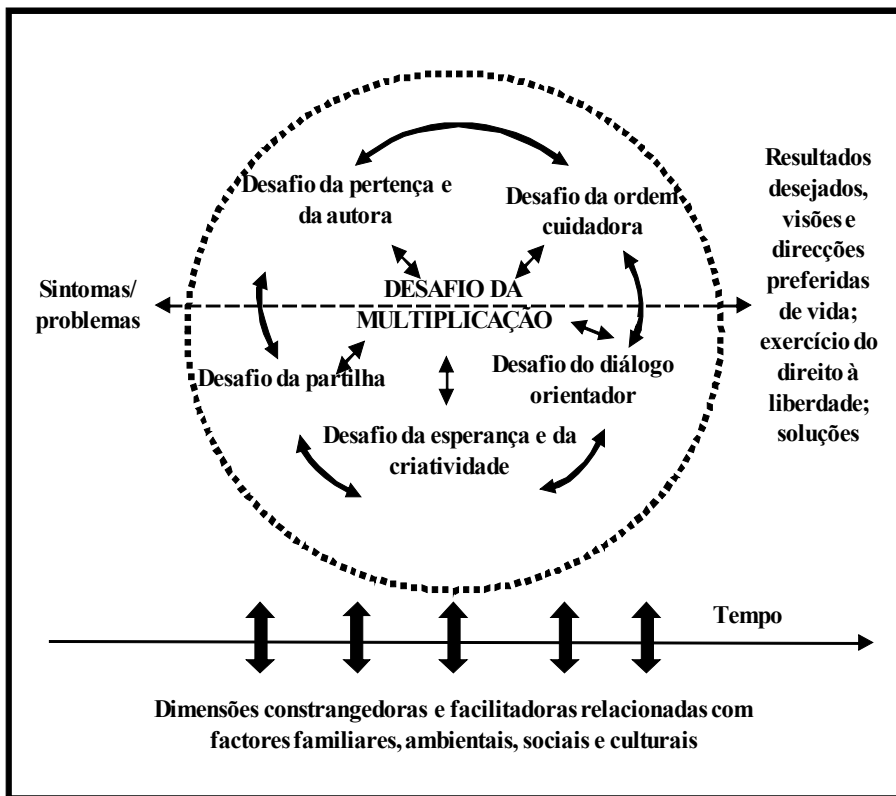 Desafio da pertença e
da autora
Desafio da ordem
cuidadora
Resultados
desejados,
visões e
direcções
preferidas
de vida;
exercício do
direito à
liberdade;
soluções
Sintomas/
problemas
DESAFIO DA
MULTIPLICAÇÃO
Desafio da partilha
Desafio do diálogo
orientador
Desafio da esperança e da
criatividade
Tempo
Dimensões constrangedoras e facilitadoras relacionadas com
factores familiares, ambientais, sociais e culturais